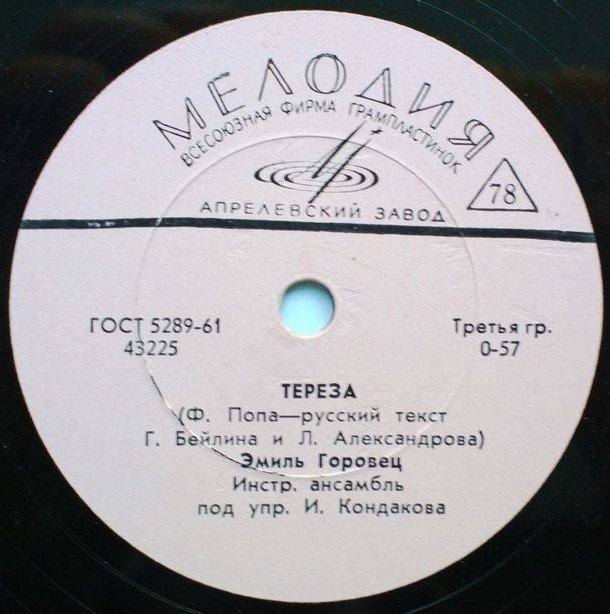 МЕЛОДИЯ
ВСЕСОЮЗНАЯ ФИРМА ГРАМПЛАСТИНОК
78
АПРЕЛЕВСКИЙ ЗАВОД
ГОСТ 5289-61
43225
Третья гр.
0-57
ТЕРЕЗА
(Ф. Попа—русский текст
Г. Бейлина и Л. Александрова)
Эмиль Горовец
Инстр. ансамбль
под упр. И. Кондакова